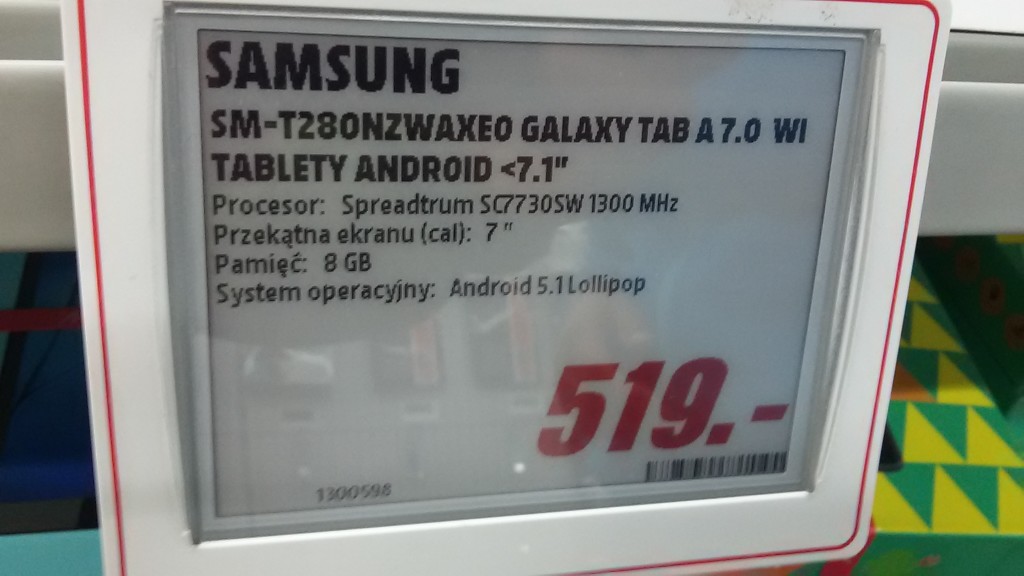 SAMSUNG
SM-T280NZWAXEO GALAXY TAB A 7.0 WI
TABLETY ANDROID <7.1"
Procesor: Spreadtrum SC7730SW 1300 MHz
Przekątna ekranu (cal): 7 "
Pamięć: 8 GB
System operacyjny: Android 5.1 Lollipop
519.-
1300598